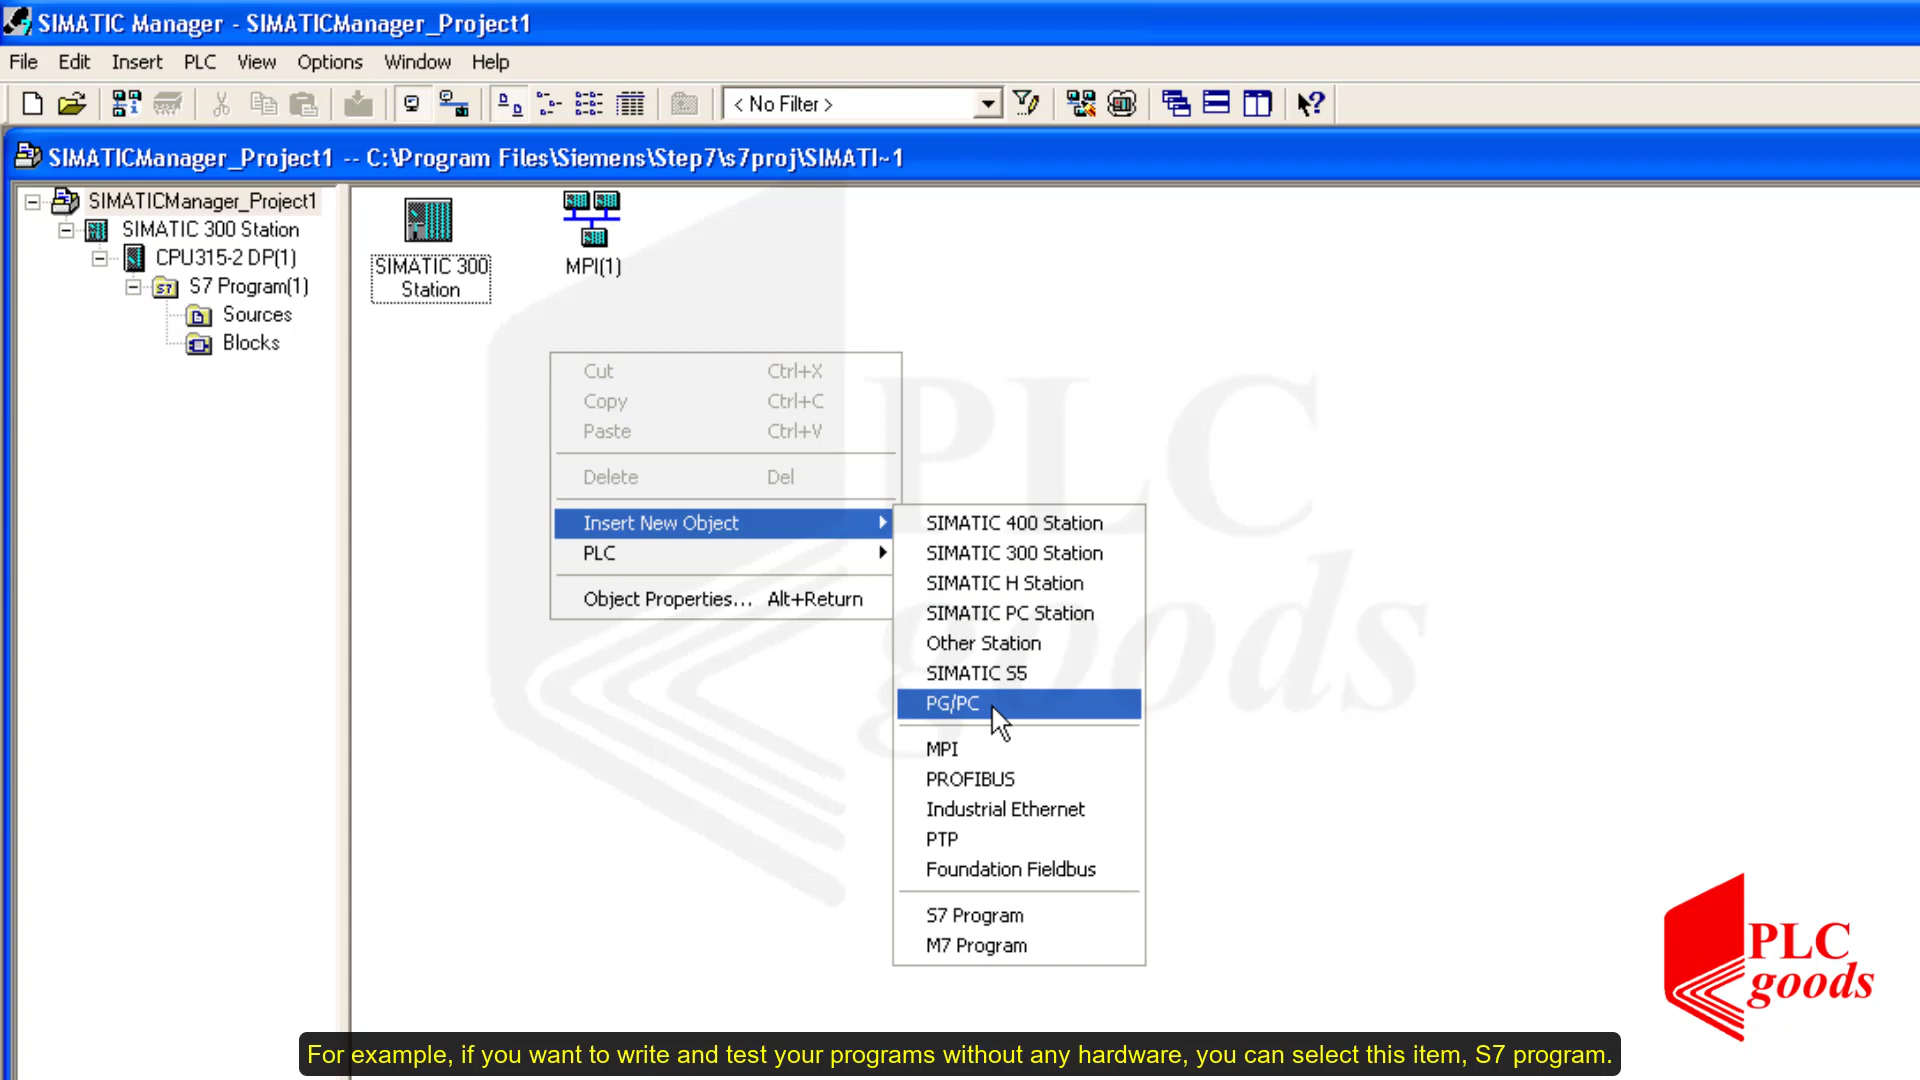 SIMATIC Manager - SIMATICManager_Project1
File Edit Insert PLC View Options Window Help
< No Filter >
SIMATICManager_Project1 -- C:\Program Files\Siemens\Step7\s7proj\SIMATI~1
SIMATICManager_Project1
SIMATIC 300 Station
CPU315-2 DP(1)
S7 Program(1)
Sources
Blocks
SIMATIC 300
Station
MPI(1)
Cut Ctrl+X
Copy Ctrl+C
Paste Ctrl+V
Delete Del
Insert New Object
PLC
Object Properties... Alt+Return
SIMATIC 400 Station
SIMATIC 300 Station
SIMATIC H Station
SIMATIC PC Station
Other Station
SIMATIC S5
PG/PC
MPI
PROFIBUS
Industrial Ethernet
PTP
Foundation Fieldbus
S7 Program
M7 Program
PLC
goods
PLC
goods
For example, if you want to write and test your programs without any hardware, you can select this item, S7 program.